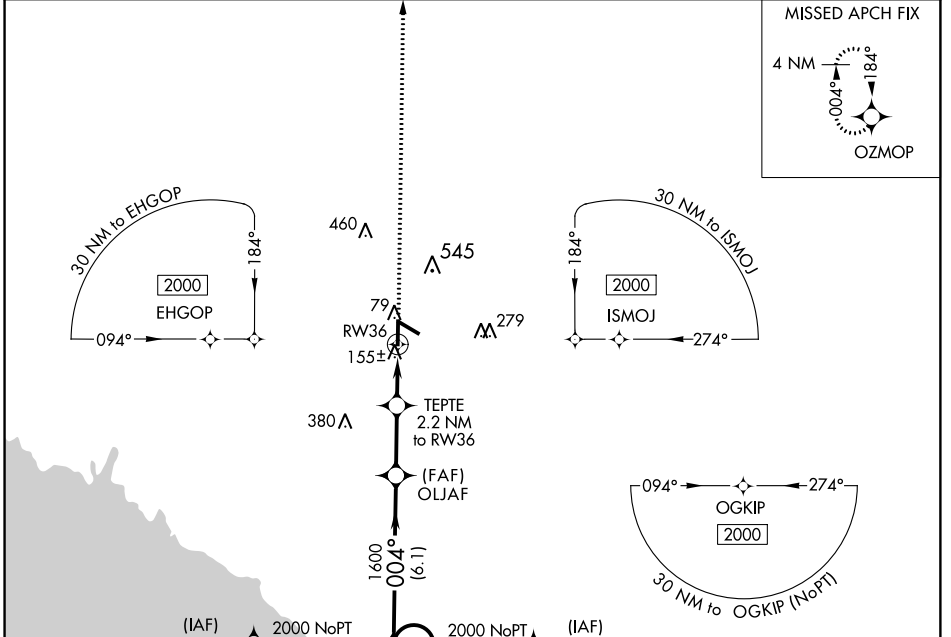 MISSED APCH FIX
4 NM
004°
184°
OZMOP
30 NM to EHGOP
184°
2000
EHGOP
094°
460
545
79
RW36
155±
279
30 NM to ISMOJ
184°
2000
ISMOJ
274°
TEPTE
2.2 NM
to RW36
380
(FAF)
OLJAF
094°
274°
OGKIP
2000
30 NM to OGKIP (NoPT)
1600
004°
(6.1)
(IAF)
2000 NoPT
2000 NoPT
(IAF)